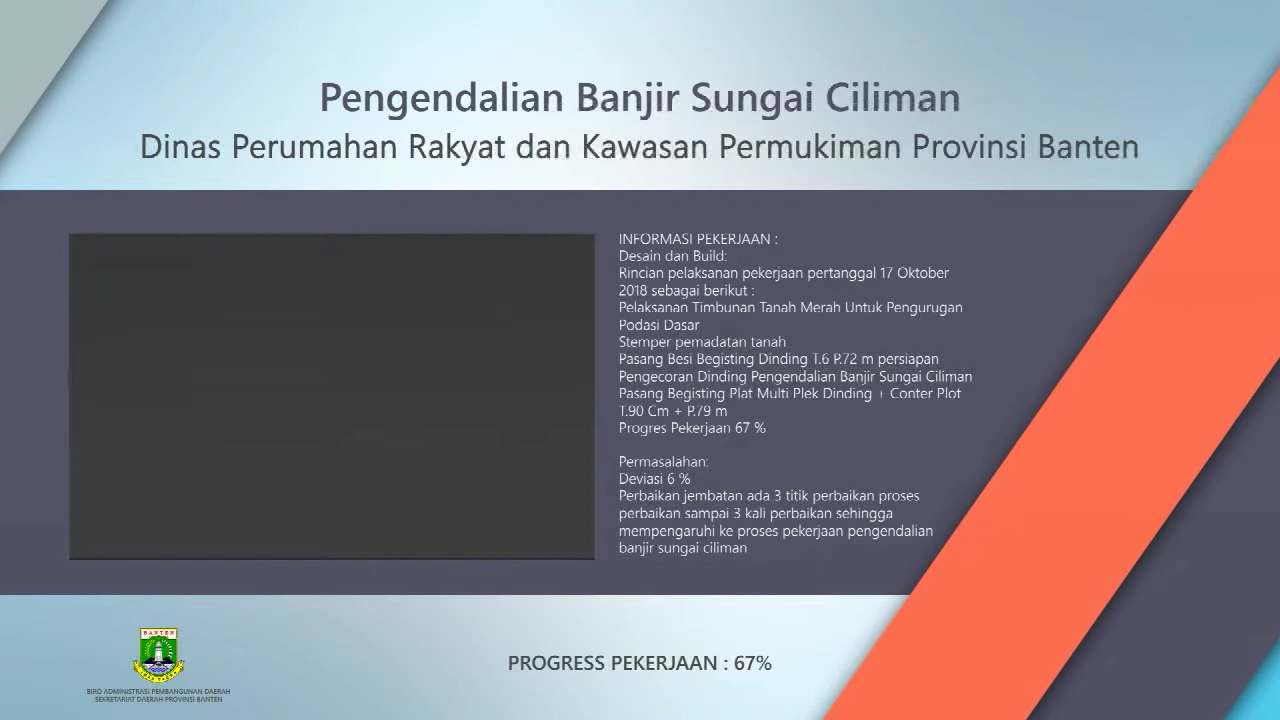 Pengendalian Banjir Sungai Ciliman
Dinas Perumahan Rakyat dan Kawasan Permukiman Provinsi Banten
INFORMASI PEKERJAAN :
Desain dan Build:
Rincian pelaksanan pekerjaan pertanggal 17 Oktober
2018 sebagai berikut :
Pelaksanan Timbunan Tanah Merah Untuk Pengurugan
Podasi Dasar
Stemper pemadatan tanah
Pasang Besi Begisting Dinding T.6 P.72 m persiapan
Pengecoran Dinding Pengendalian Banjir Sungai Ciliman
Pasang Begisting Plat Multi Plek Dinding + Conter Plot
T.90 Cm + P.79 m
Progres Pekerjaan 67 %
Permasalahan:
Deviasi 6 %
Perbaikan jembatan ada 3 titik perbaikan proses
perbaikan sampai 3 kali perbaikan sehingga
mempengaruhi ke proses pekerjaan pengendalian
banjir sungai ciliman
BANTEN
BIRO ADMINISTRASI PEMBANGUNAN DAERAH
SEKRETARIAT DAERAH PROVINSI BANTEN
PROGRESS PEKERJAAN : 67%